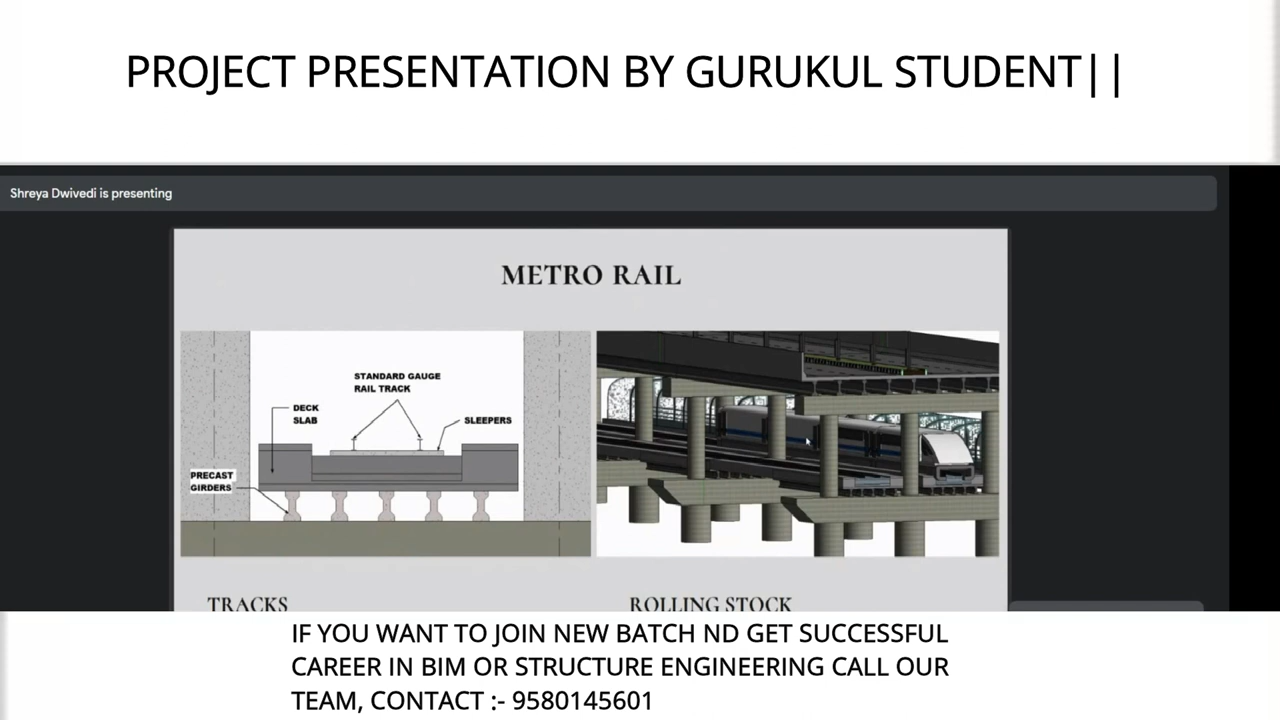 PROJECT PRESENTATION BY GURUKUL STUDENT||
Shreya Dwivedi is presenting
METRO RAIL
STANDARD GAUGE
RAIL TRACK
DECK
SLAB
SLEEPERS
PRECAST
GIRDERS
TRACKS
ROLLING STOCK
IF YOU WANT TO JOIN NEW BATCH ND GET SUCCESSFUL
CAREER IN BIM OR STRUCTURE ENGINEERING CALL OUR
TEAM, CONTACT :- 9580145601